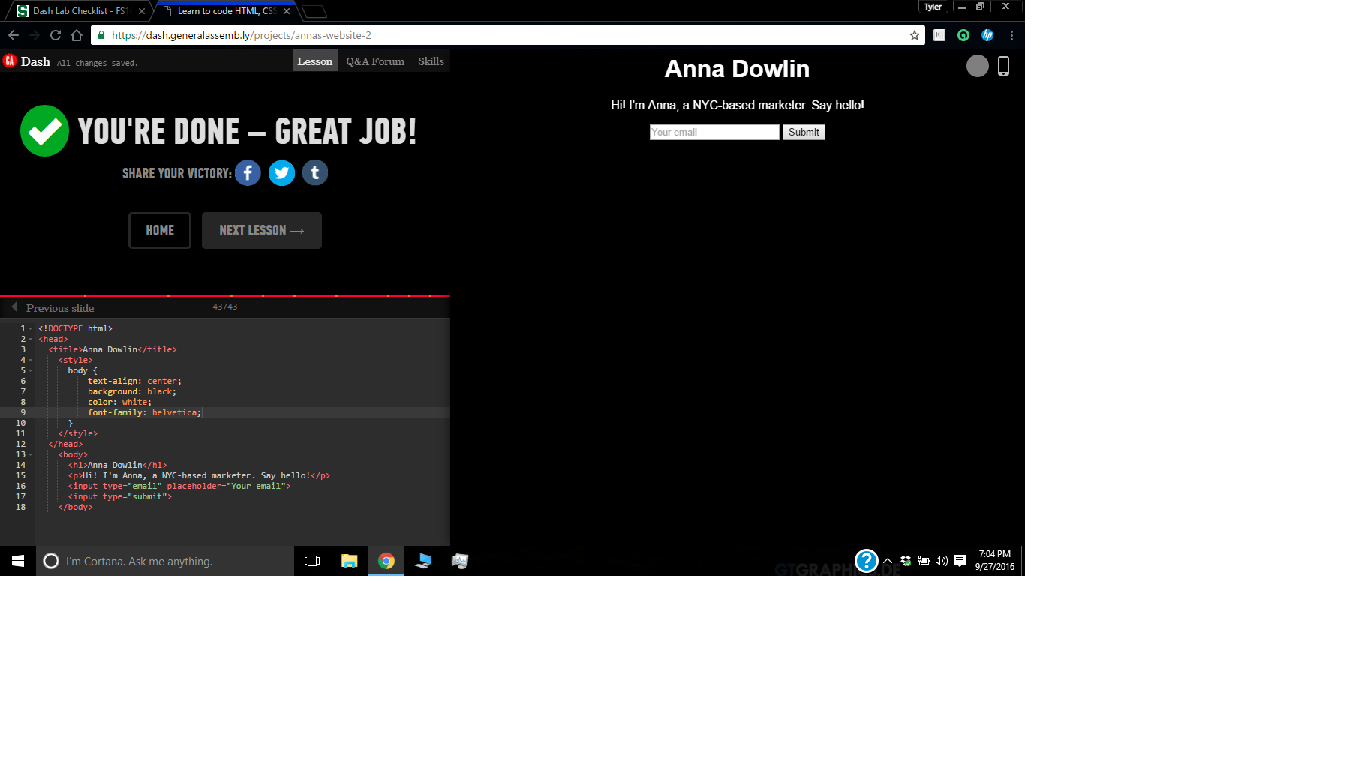 Dash Lab Checklist - FS1
Learn to code HTML, CSS
Tyler
https://dash.generalassemb.ly/projects/annas-website-2
GA Dash All changes saved.
Lesson Q&A Forum Skills
YOU'RE DONE — GREAT JOB!
SHARE YOUR VICTORY:
HOME
NEXT LESSON →
Anna Dowlin
Hi! I'm Anna, a NYC-based marketer. Say hello!
Your email
Submit
Previous slide 43/43
1 <!DOCTYPE html>
2 <head>
3 <title>Anna Dowlin</title>
4 <style>
5 body {
6 text-align: center;
7 background: black;
8 color: white;
9 font-family: helvetica;
10 }
11 </style>
12 </head>
13 <body>
14 <h1>Anna Dowlin</h1>
15 <p>Hi! I'm Anna, a NYC-based marketer. Say hello!</p>
16 <input type="email" placeholder="Your email">
17 <input type="submit">
18 </body>
I'm Cortana. Ask me anything.
7:04 PM
9/27/2016